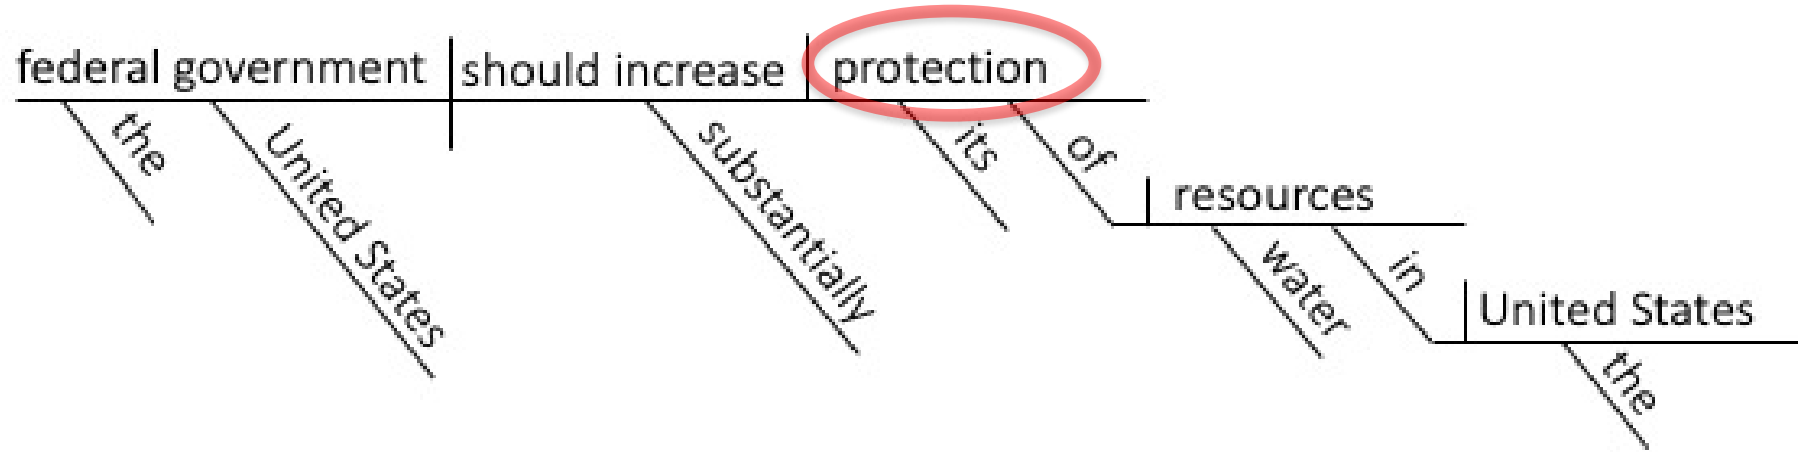 federal government should increase protection
the United States substantially its of
resources
water in
United States
the